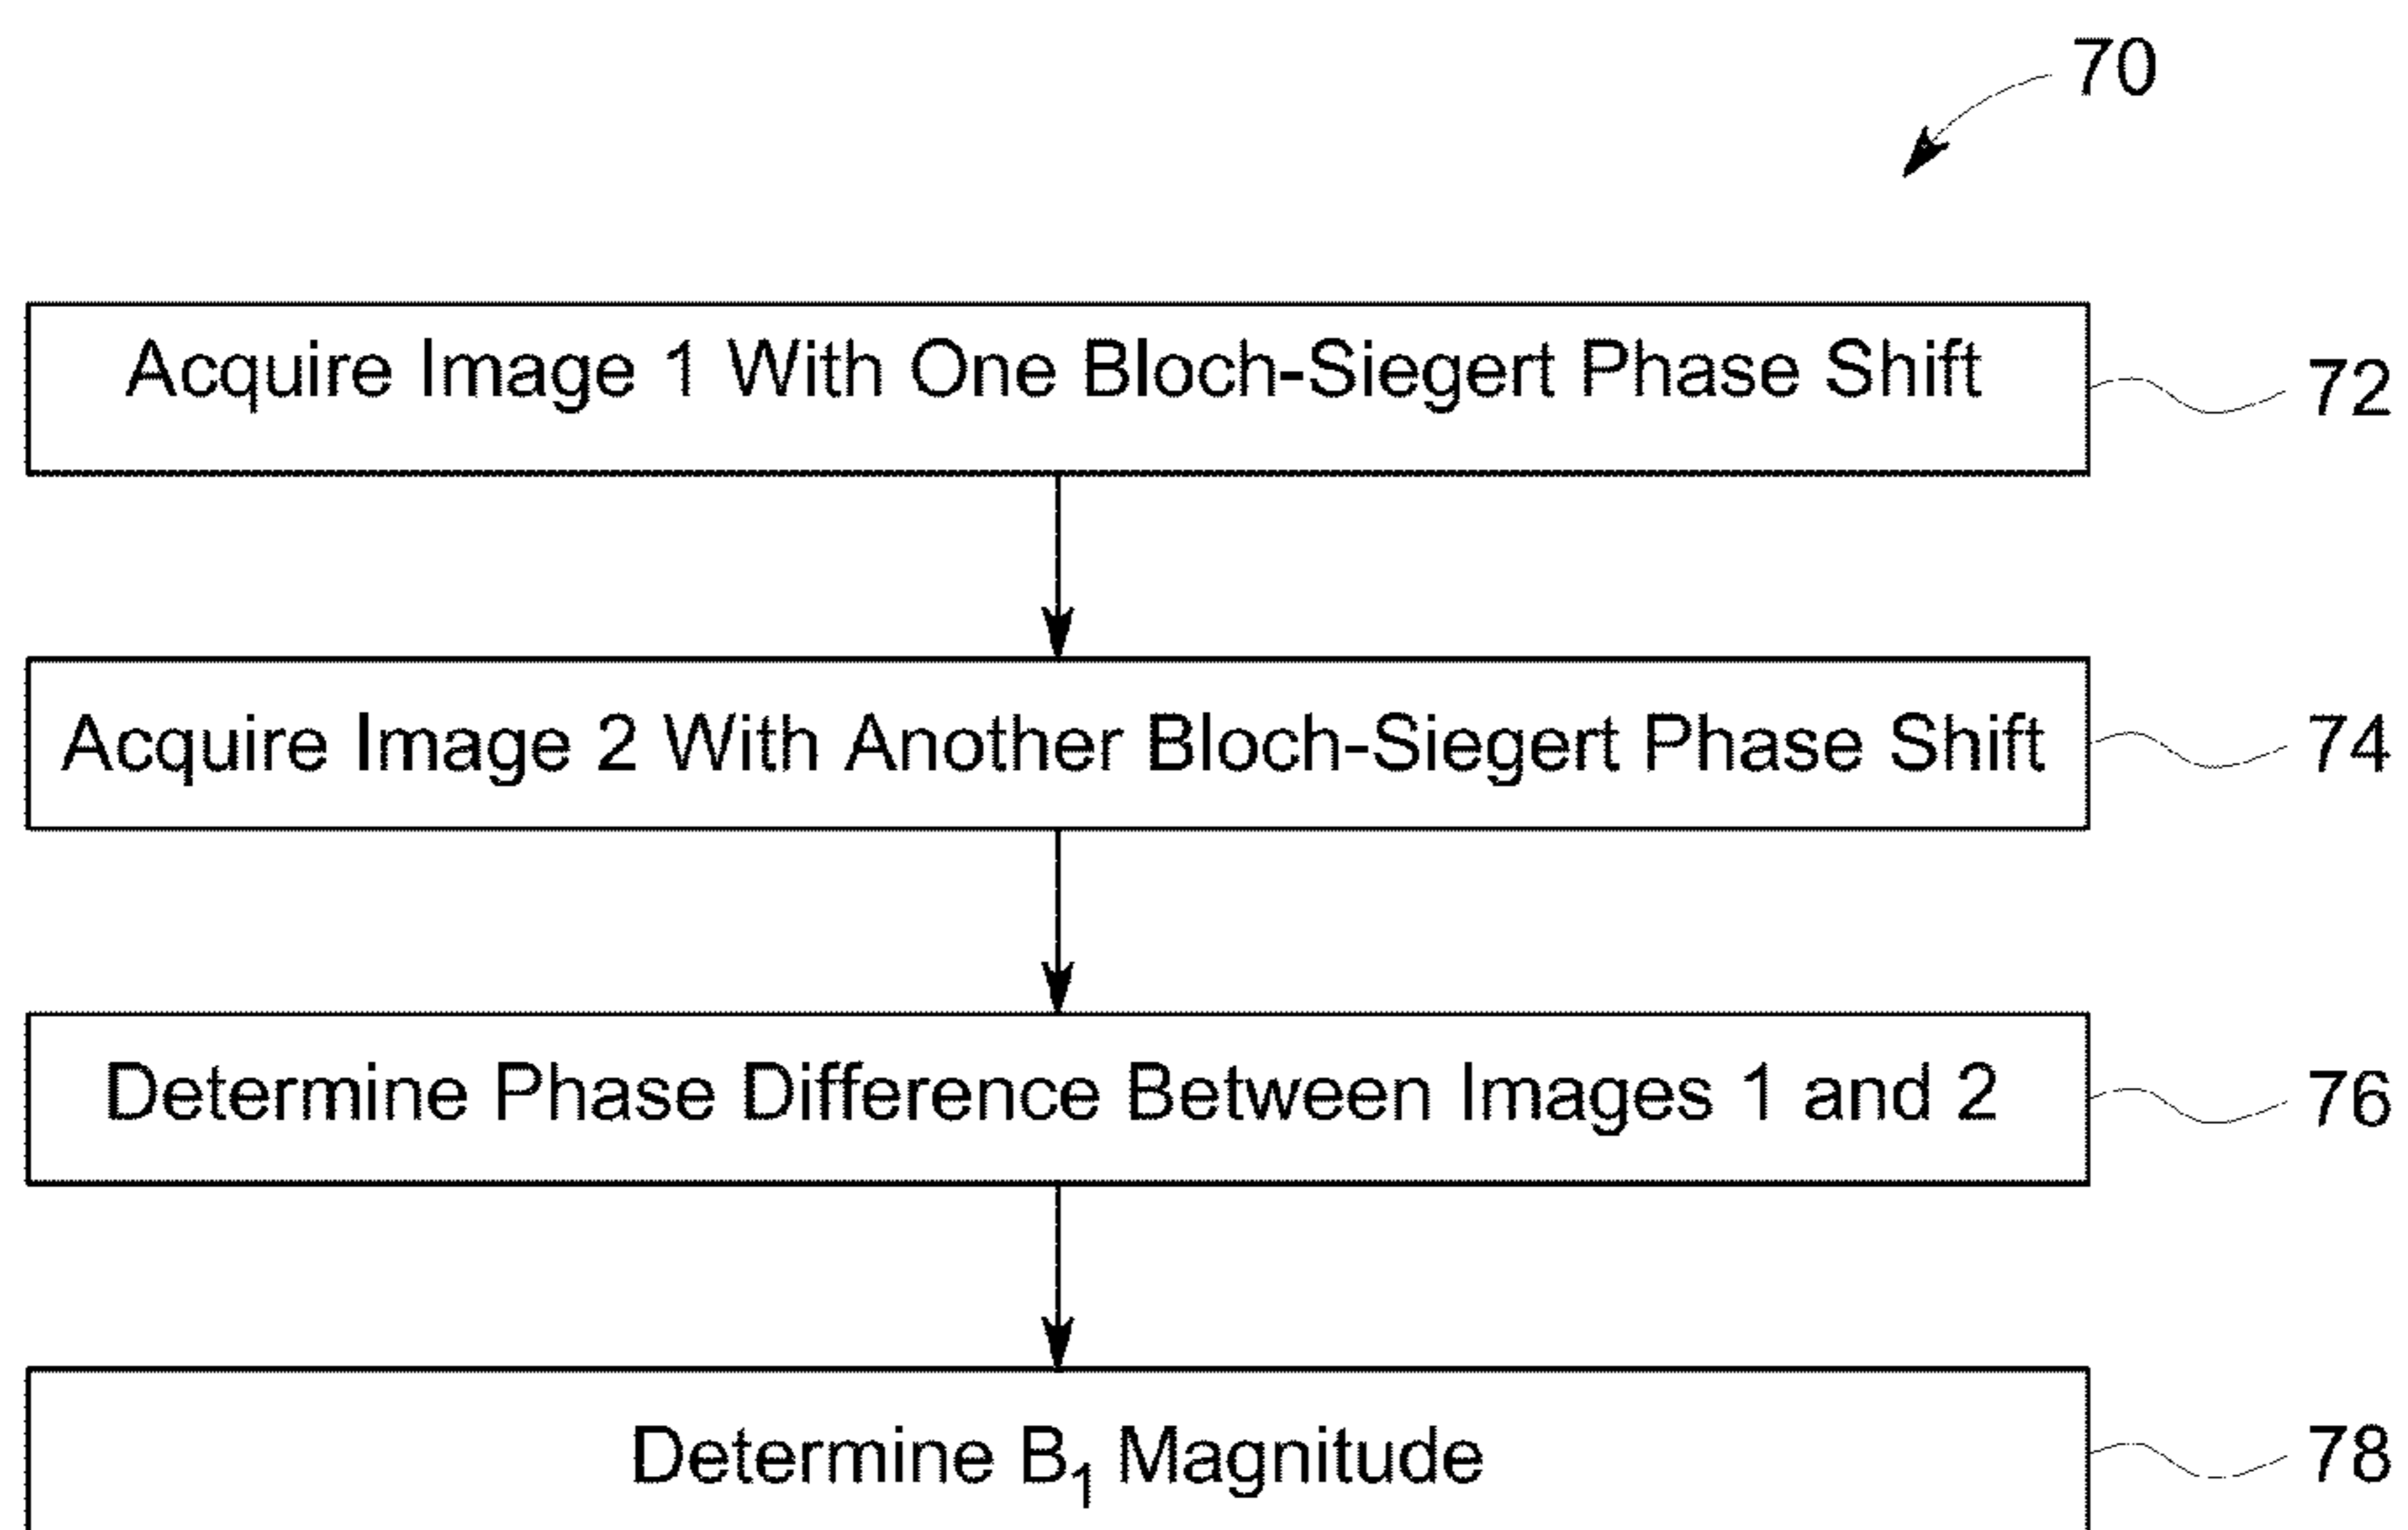 70
Acquire Image 1 With One Bloch-Siegert Phase Shift
72
Acquire Image 2 With Another Bloch-Siegert Phase Shift
74
Determine Phase Difference Between Images 1 and 2
76
Determine B₁ Magnitude
78